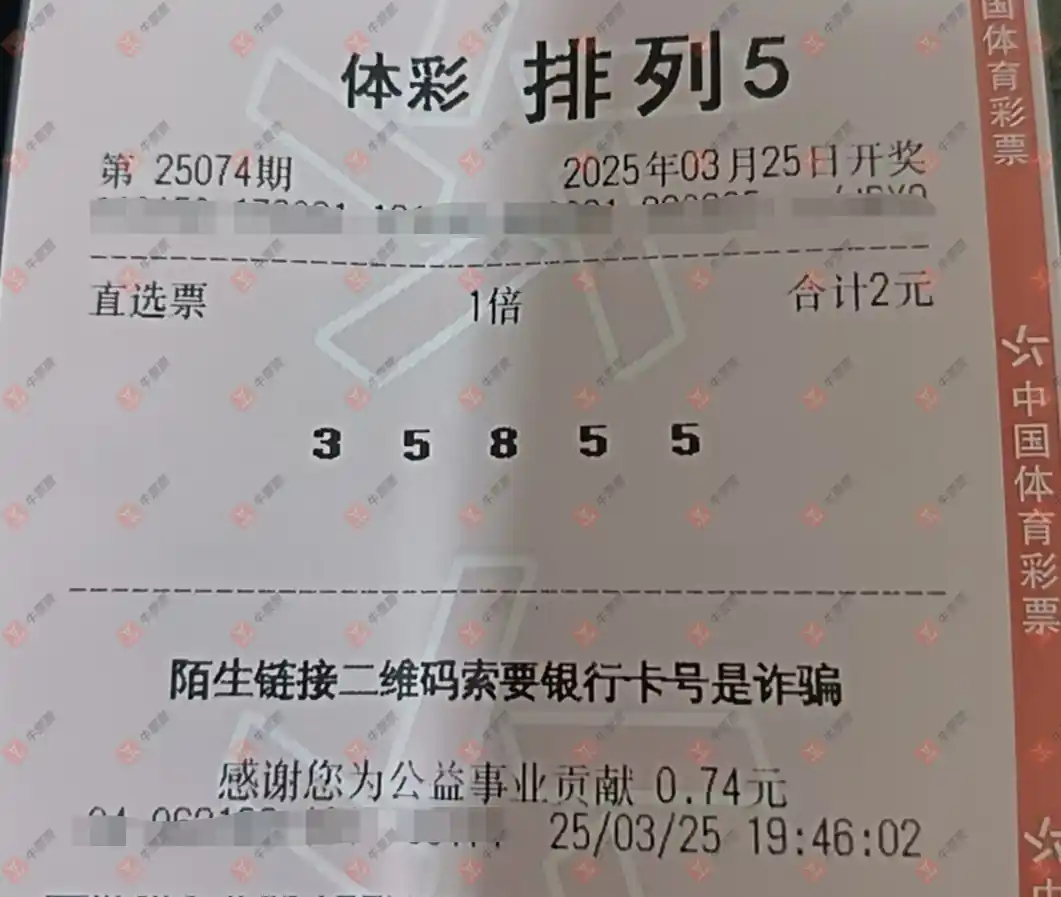 体彩 排列5
第 25074期 2025年03月25日开奖
直选票 1倍 合计2元
3 5 8 5 5
陌生链接二维码索要银行卡号是诈骗
感谢您为公益事业贡献 0.74元
25/03/25 19:46:02
国体育彩票
中国体育彩票
中